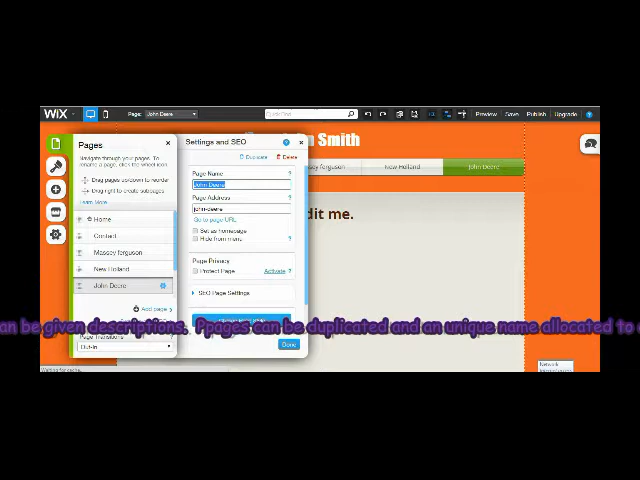 WiX
Page: John Deere
Preview Save Publish Upgrade
Smith
Pages
Navigate through your pages. To
rename a page, click the wheel icon.
Drag pages up/down to reorder
Drag right to create subpages
Learn More
Home
Contact
Massey ferguson
New Holland
John Deere
Add page
Page Transitions
Out-In
Settings and SEO
Duplicate Delete
Page Name
John Deere
Page Address
john-deere
Go to page URL
Set as homepage
Hide from menu
Page Privacy
Protect Page Activate
SEO Page Settings
Done
ssey ferguson New Holland John Deere
dit me.
an be given descriptions. Ppages can be duplicated and an unique name allocated to
Network